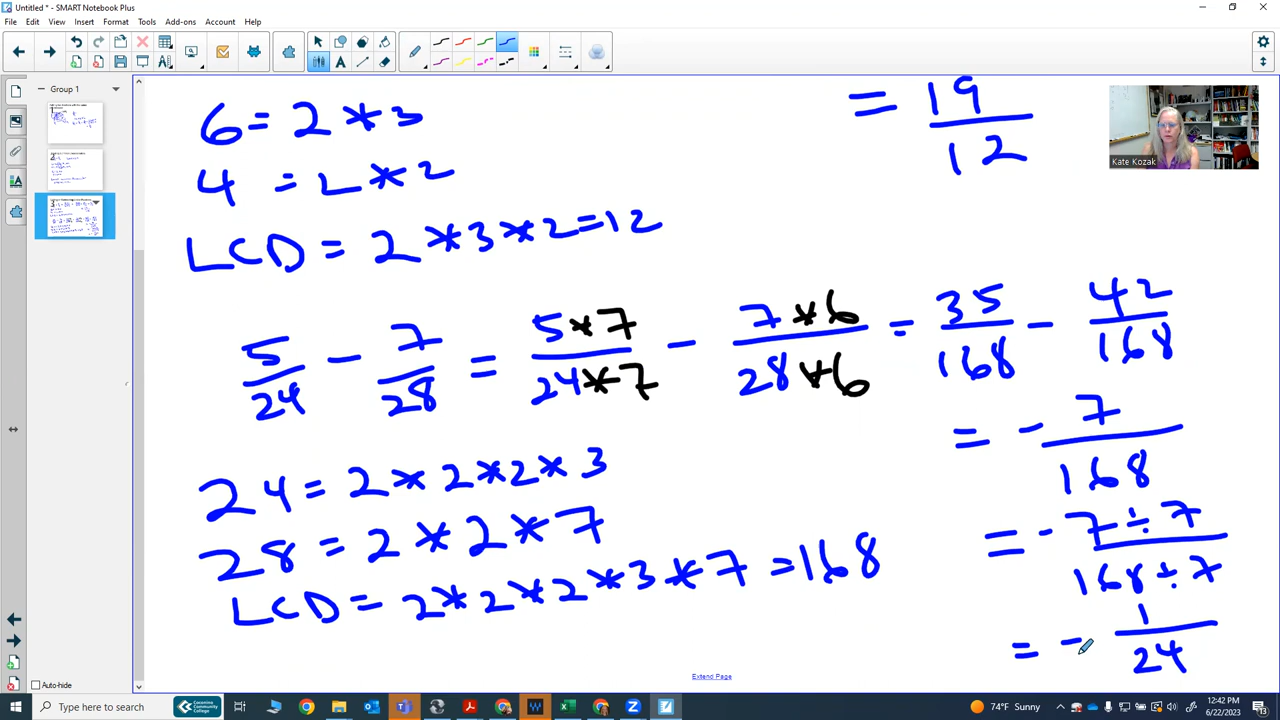 Untitled * - SMART Notebook Plus
File Edit View Insert Format Tools Add-ons Account Help
Group 1
Kate Kozak
6 = 2 * 3
= 19/12
4 = 2 * 2
LCD = 2 * 3 * 2 = 12
5/24 - 7/28 = 5*7/24*7 - 7*6/28*6 = 35/168 - 42/168
= - 7/168
24 = 2 * 2 * 2 * 3
28 = 2 * 2 * 7
= - 7÷7/168÷7
LCD = 2 * 2 * 2 * 3 * 7 = 168
= - 1/24
Extend Page
Auto-hide
Type here to search
74°F Sunny
12:42 PM
6/22/2023